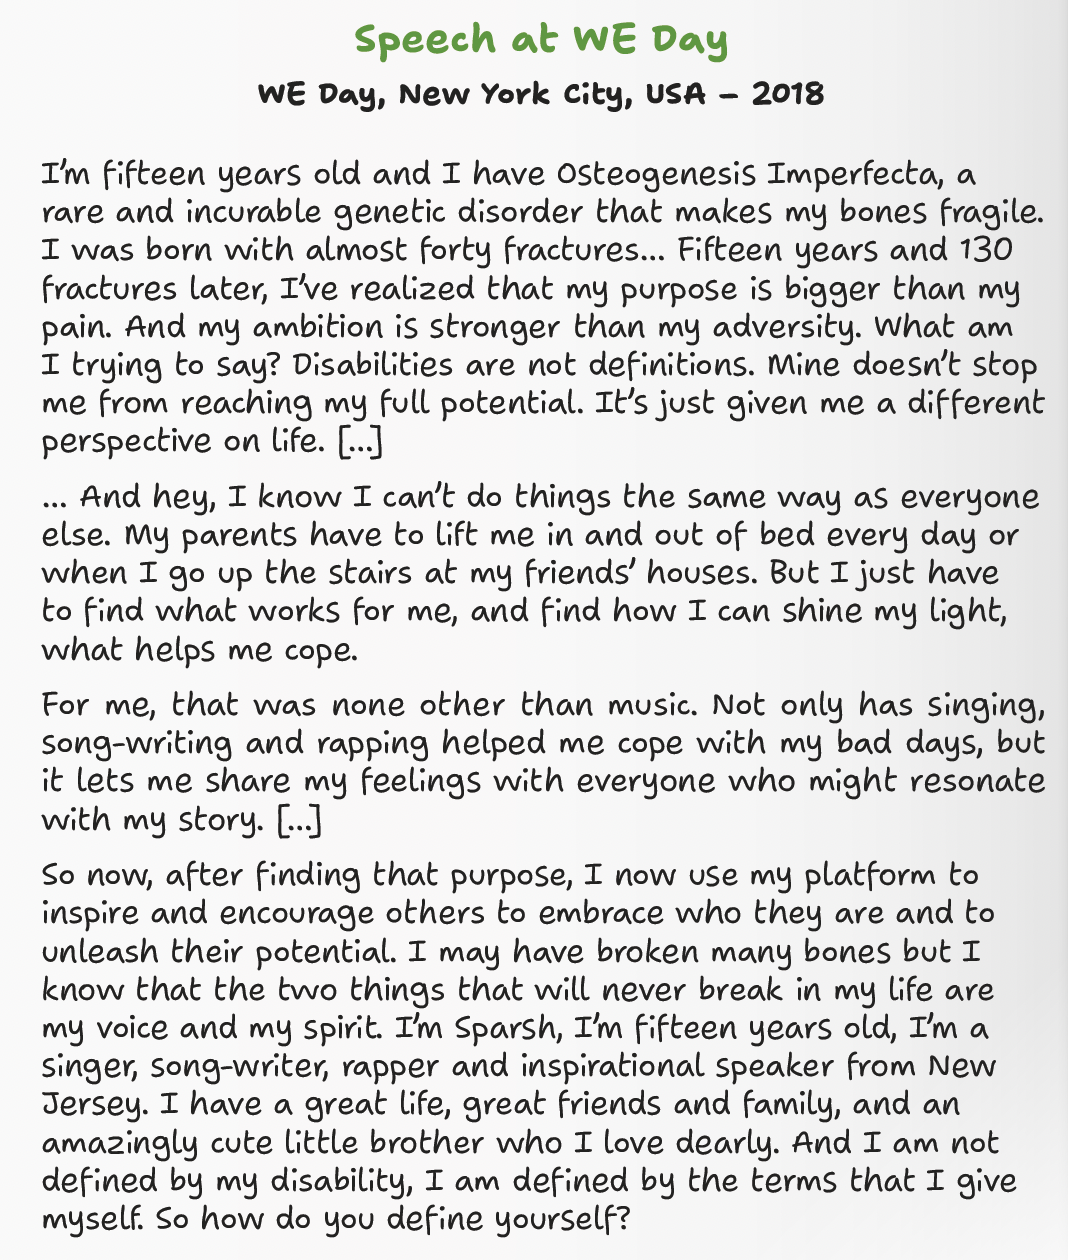 Speech at WE Day
WE Day, New York City, USA – 2018
I'm fifteen years old and I have Osteogenesis Imperfecta, a
rare and incurable genetic disorder that makes my bones fragile.
I was born with almost forty fractures... Fifteen years and 130
fractures later, I've realized that my purpose is bigger than my
pain. And my ambition is stronger than my adversity. What am
I trying to say? Disabilities are not definitions. Mine doesn't stop
me from reaching my full potential. It's just given me a different
perspective on life. [...]
... And hey, I know I can't do things the same way as everyone
else. My parents have to lift me in and out of bed every day or
when I go up the stairs at my friends' houses. But I just have
to find what works for me, and find how I can shine my light,
what helps me cope.
For me, that was none other than music. Not only has singing,
song-writing and rapping helped me cope with my bad days, but
it lets me share my feelings with everyone who might resonate
with my story. [...]
So now, after finding that purpose, I now use my platform to
inspire and encourage others to embrace who they are and to
unleash their potential. I may have broken many bones but I
know that the two things that will never break in my life are
my voice and my spirit. I'm Sparsh, I'm fifteen years old, I'm a
singer, song-writer, rapper and inspirational speaker from New
Jersey. I have a great life, great friends and family, and an
amazingly cute little brother who I love dearly. And I am not
defined by my disability, I am defined by the terms that I give
myself. So how do you define yourself?